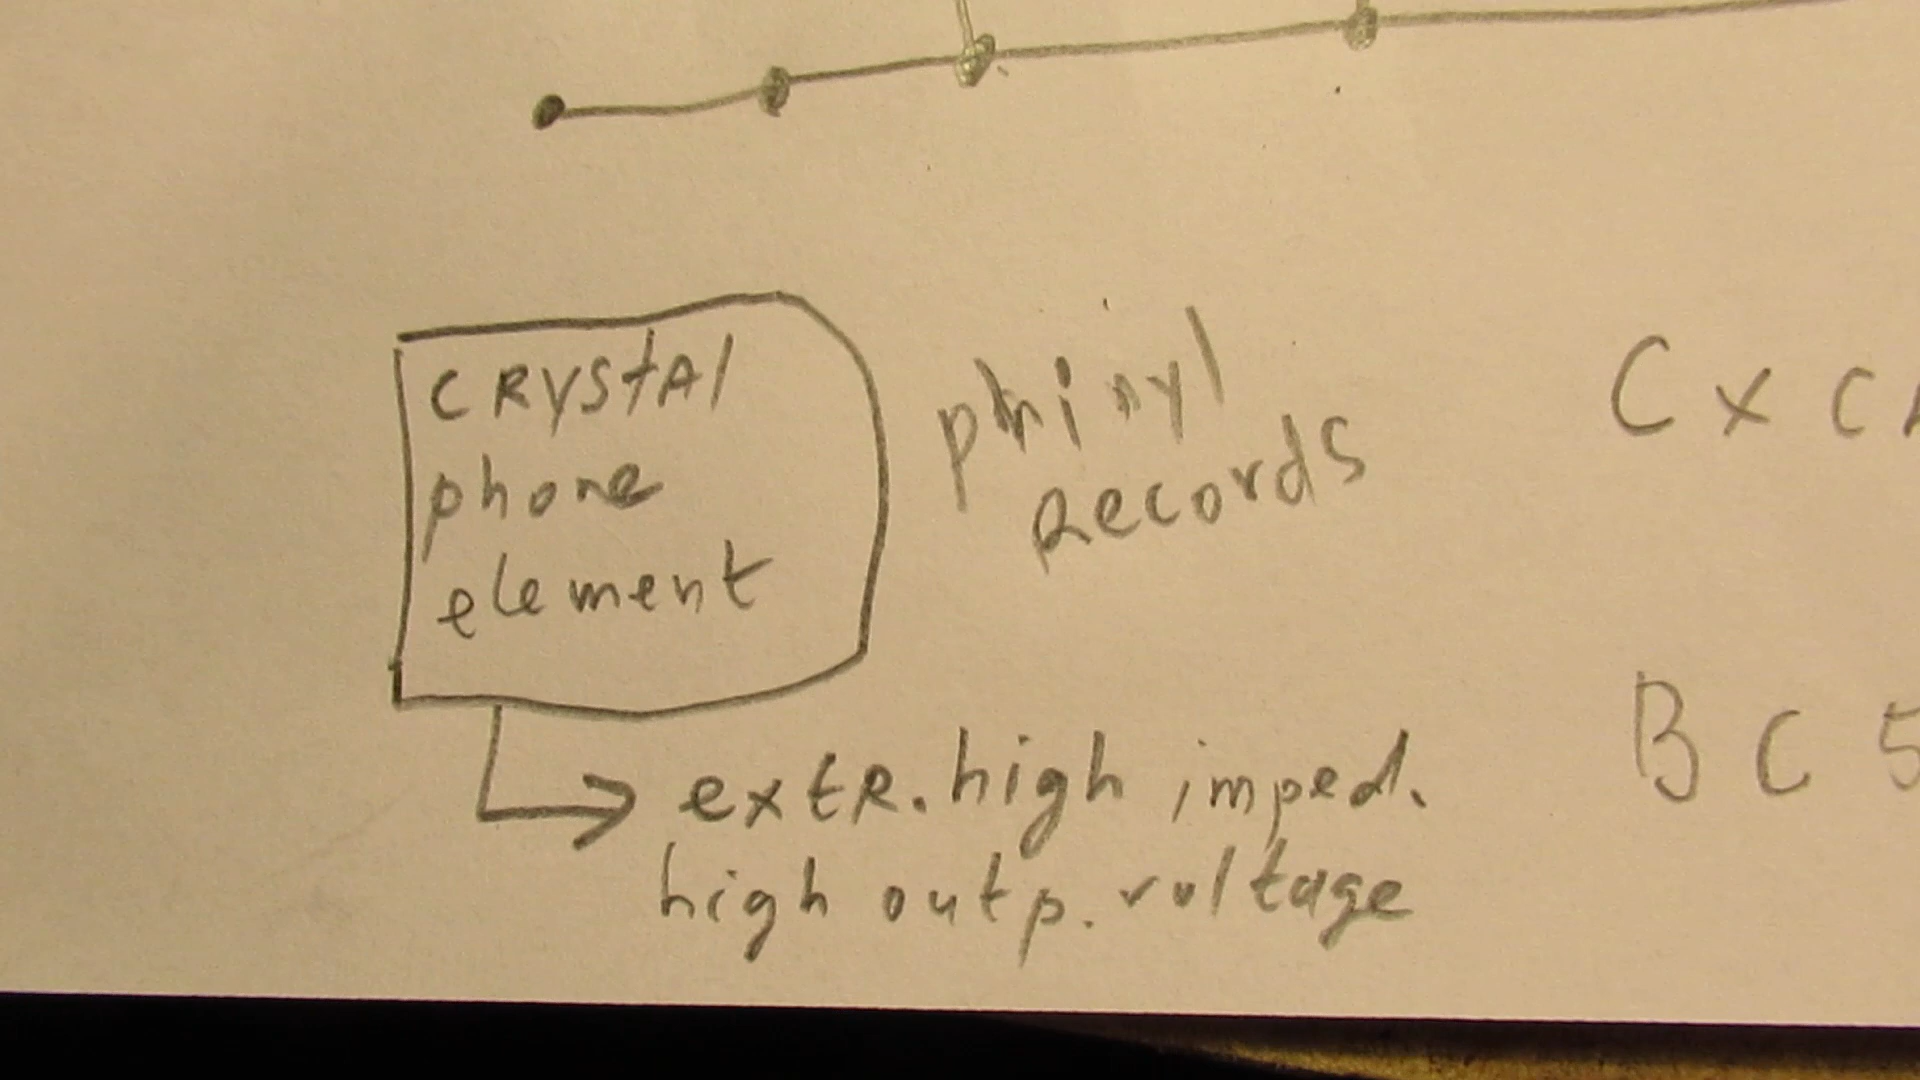 CRYStAl
phone
element
phinyl
Records
extR. high imped.
high outp. voltage
C x C
B C 5